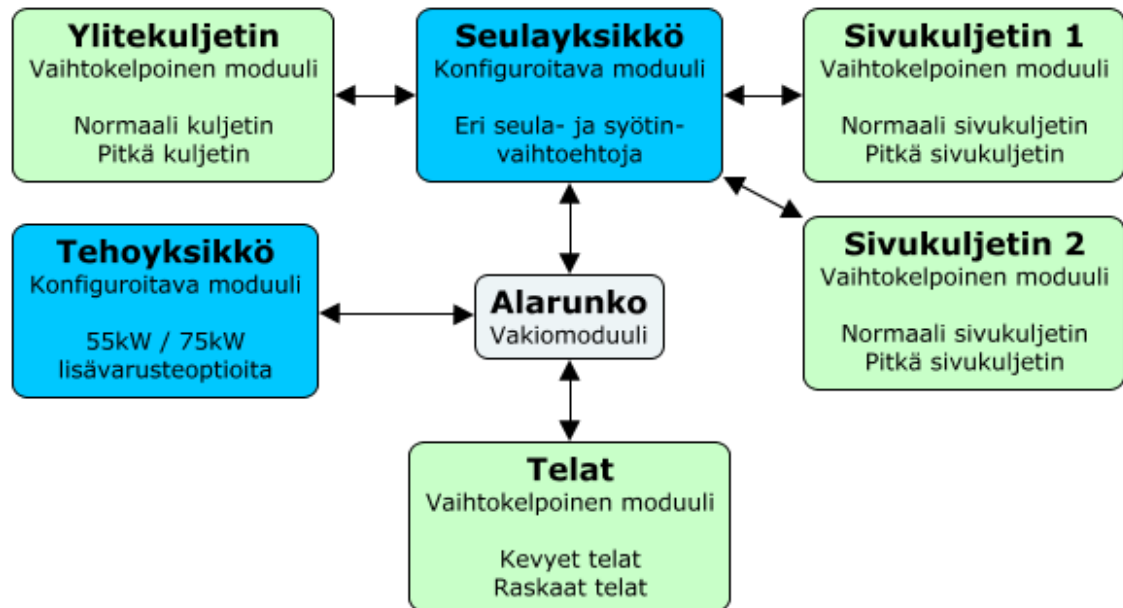 Ylitekuljetin
Vaihtokelpoinen moduuli
Normaali kuljetin
Pitkä kuljetin
Seulayksikkö
Konfiguroitava moduuli
Eri seula- ja syötin-
vaihtoehtoja
Sivukuljetin 1
Vaihtokelpoinen moduuli
Normaali sivukuljetin
Pitkä sivukuljetin
Tehoyksikkö
Konfiguroitava moduuli
55kW / 75kW
lisävarusteoptioita
Alarunko
Vakiomoduuli
Sivukuljetin 2
Vaihtokelpoinen moduuli
Normaali sivukuljetin
Pitkä sivukuljetin
Telat
Vaihtokelpoinen moduuli
Kevyet telat
Raskaat telat